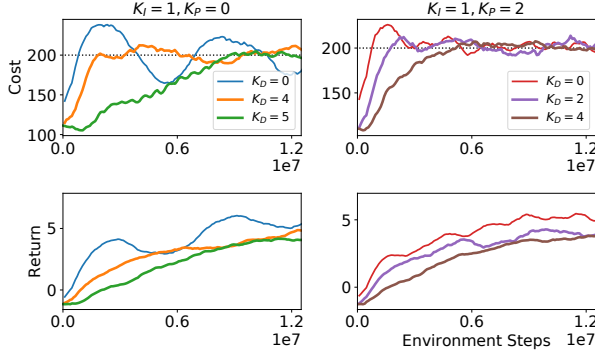 K_I = 1, K_P = 0
K_I = 1, K_P = 2
Cost
200
150
100
K_D = 0
K_D = 4
K_D = 5
0.0 0.6 1.2
1e7
200
150
100
K_D = 0
K_D = 2
K_D = 4
0.0 0.6 1.2
1e7
Return
5
0
0.0 0.6 1.2
1e7
5
0
0.0 0.6 1.2
Environment Steps 1e7